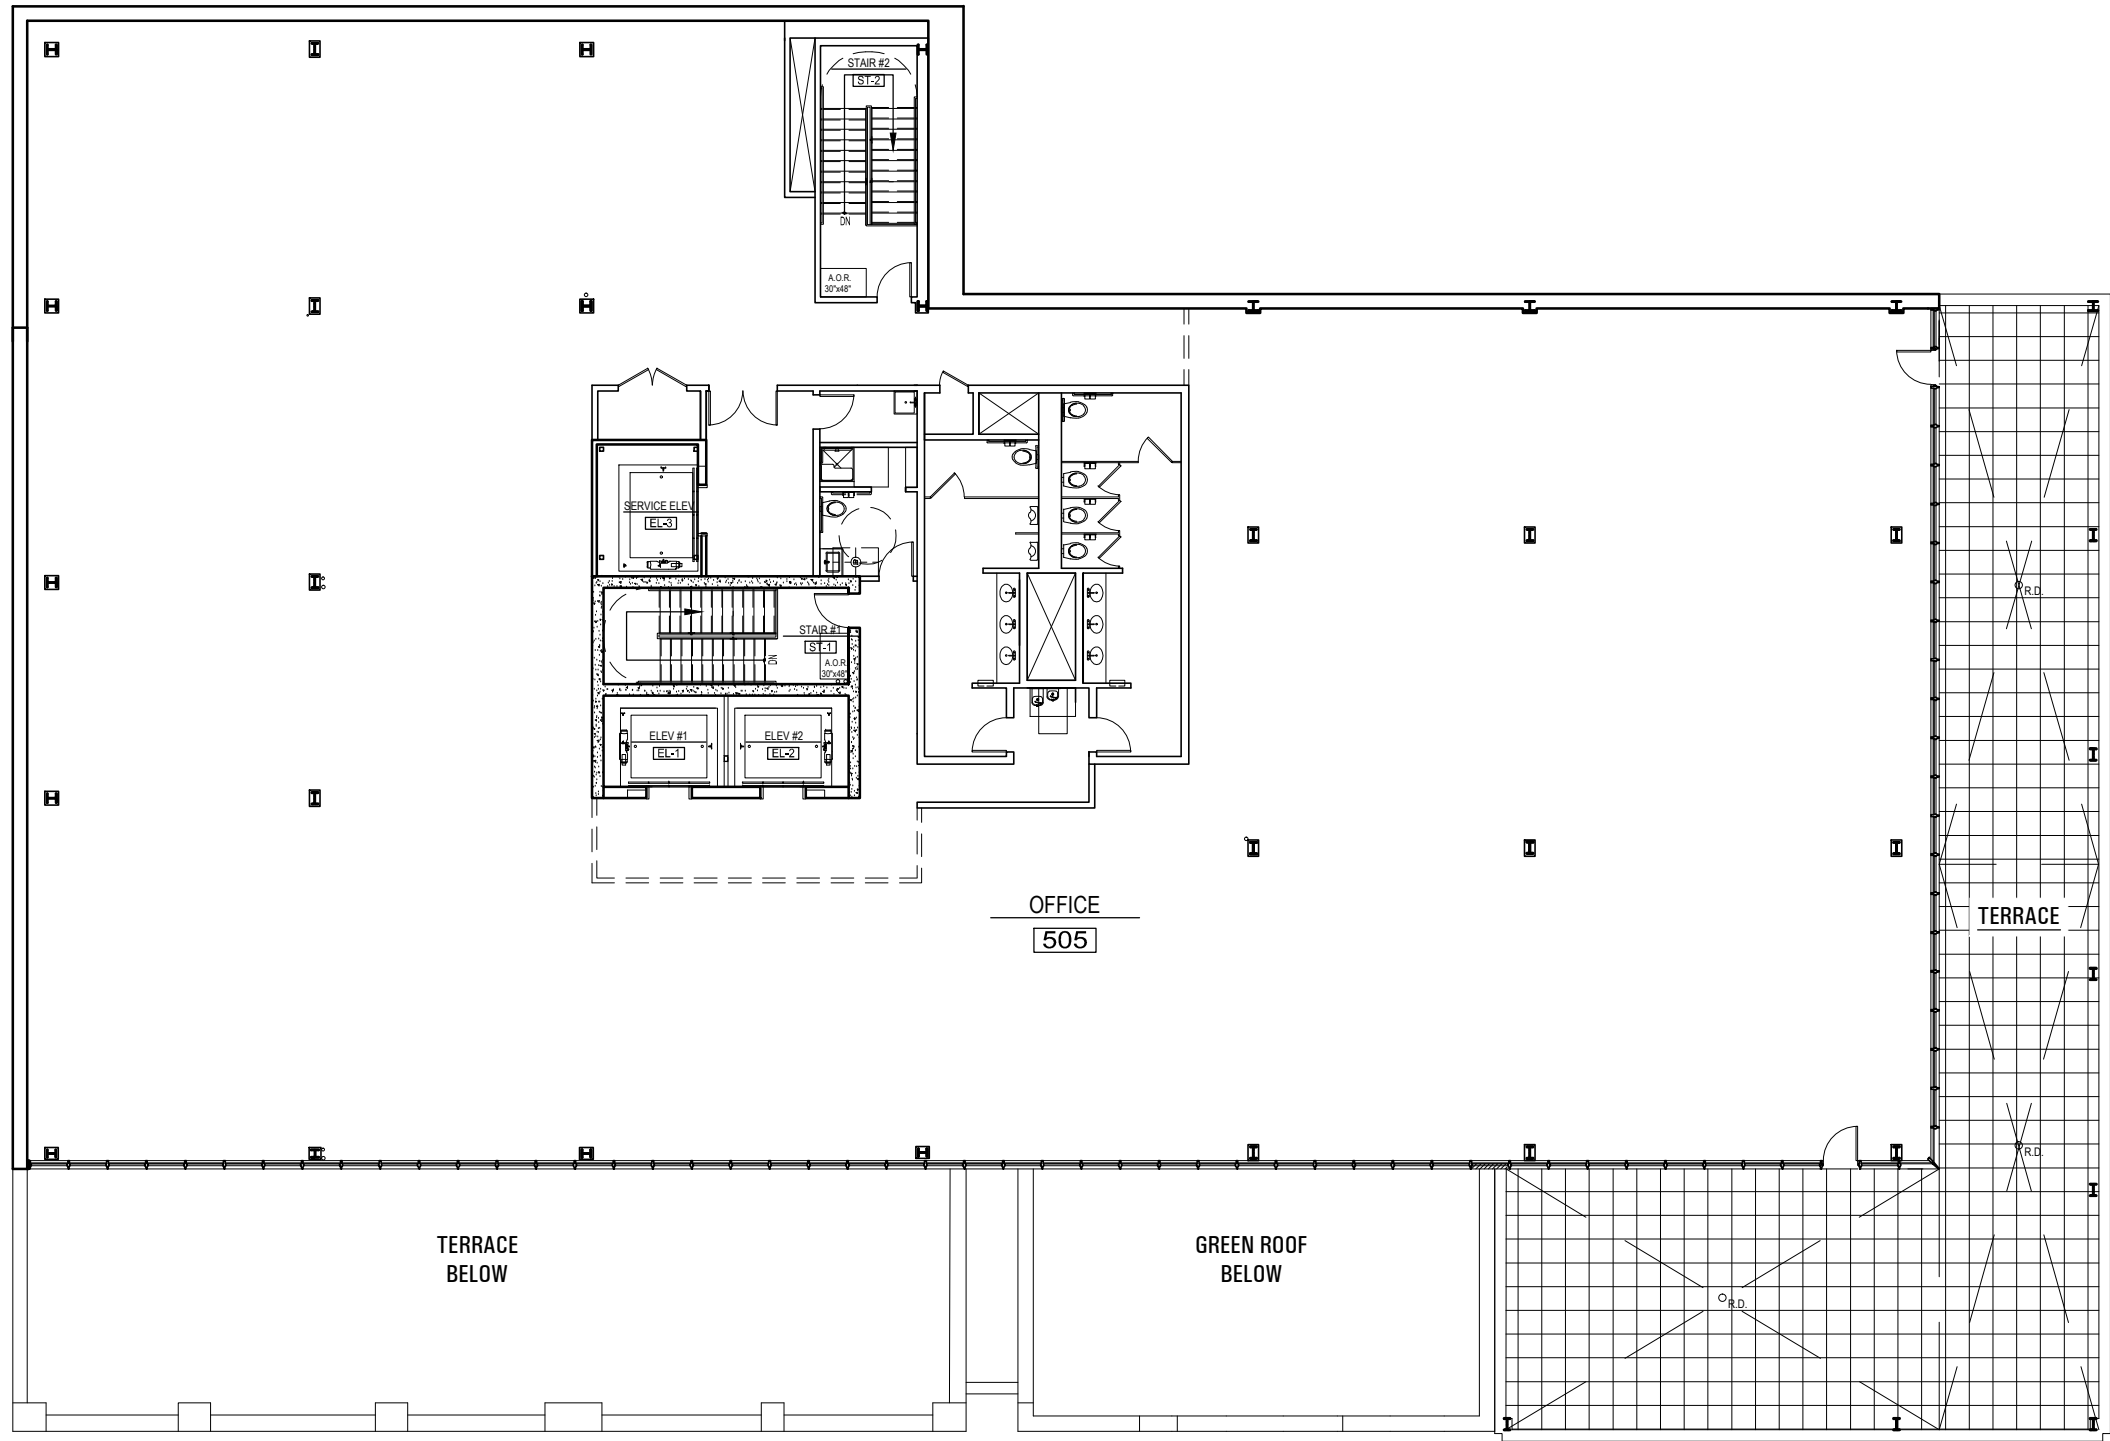 STAIR #2
ST-2
DN
A.O.R.
30"x48"
SERVICE ELEV
EL-3
R.D.
STAIR #1
ST-1
DN
A.O.R.
30"x48"
ELEV #1
EL-1
ELEV #2
EL-2
OFFICE
505
TERRACE
R.D.
TERRACE
BELOW
GREEN ROOF
BELOW
R.D.